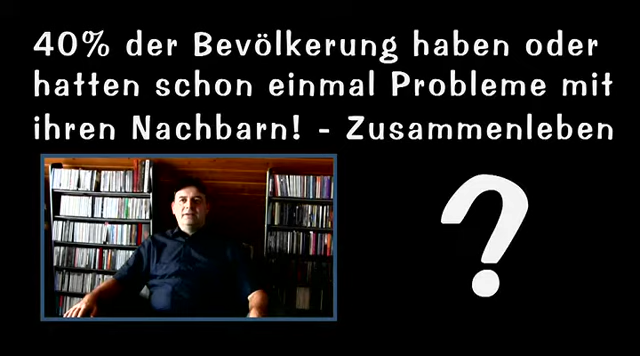 40% der Bevölkerung haben oder
hatten schon einmal Probleme mit
ihren Nachbarn! - Zusammenleben
?